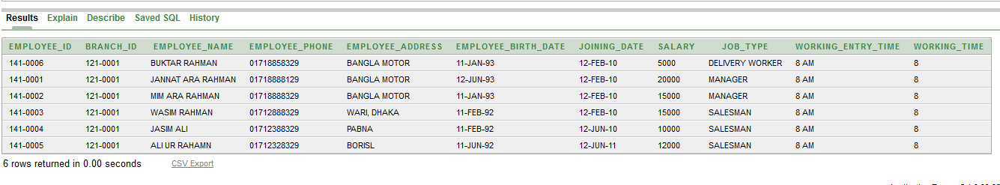 Results Explain Describe Saved SQL History
EMPLOYEE_ID BRANCH_ID EMPLOYEE_NAME EMPLOYEE_PHONE EMPLOYEE_ADDRESS EMPLOYEE_BIRTH_DATE JOINING_DATE SALARY JOB_TYPE WORKING_ENTRY_TIME WORKING_TIME
141-0006 121-0001 BUKTAR RAHMAN 01718858329 BANGLA MOTOR 11-JAN-93 12-FEB-10 5000 DELIVERY WORKER 8 AM 8
141-0001 121-0001 JANNAT ARA RAHMAN 01718888129 BANGLA MOTOR 12-JUN-93 12-FEB-10 20000 MANAGER 8 AM 8
141-0002 121-0001 MIM ARA RAHMAN 01718888329 BANGLA MOTOR 11-JAN-93 12-FEB-10 15000 MANAGER 8 AM 8
141-0003 121-0001 WASIM RAHMAN 01712888329 WARI, DHAKA 11-FEB-92 12-FEB-10 15000 SALESMAN 8 AM 8
141-0004 121-0001 JASIM ALI 01712388329 PABNA 11-FEB-92 12-JUN-10 10000 SALESMAN 8 AM 8
141-0005 121-0001 ALI UR RAHAMN 01712328329 BORISL 11-JUN-92 12-JUN-11 12000 SALESMAN 8 AM 8
6 rows returned in 0.00 seconds CSV Export